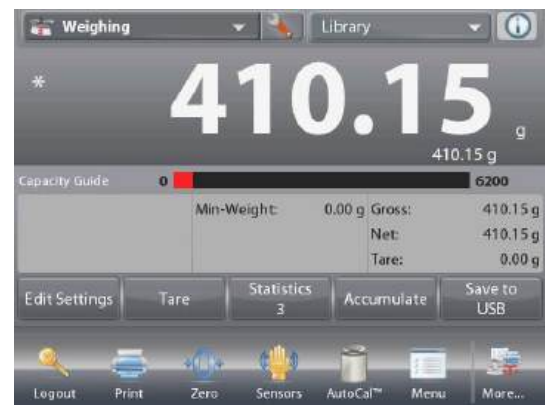 Weighing Library
*
410.15 g
410.15 g
Capacity Guide 0 6200
Min-Weight: 0.00 g Gross: 410.15 g
Net: 410.15 g
Tare: 0.00 g
Edit Settings Tare Statistics 3 Accumulate Save to USB
Logout Print Zero Sensors AutoCal™ Menu More...